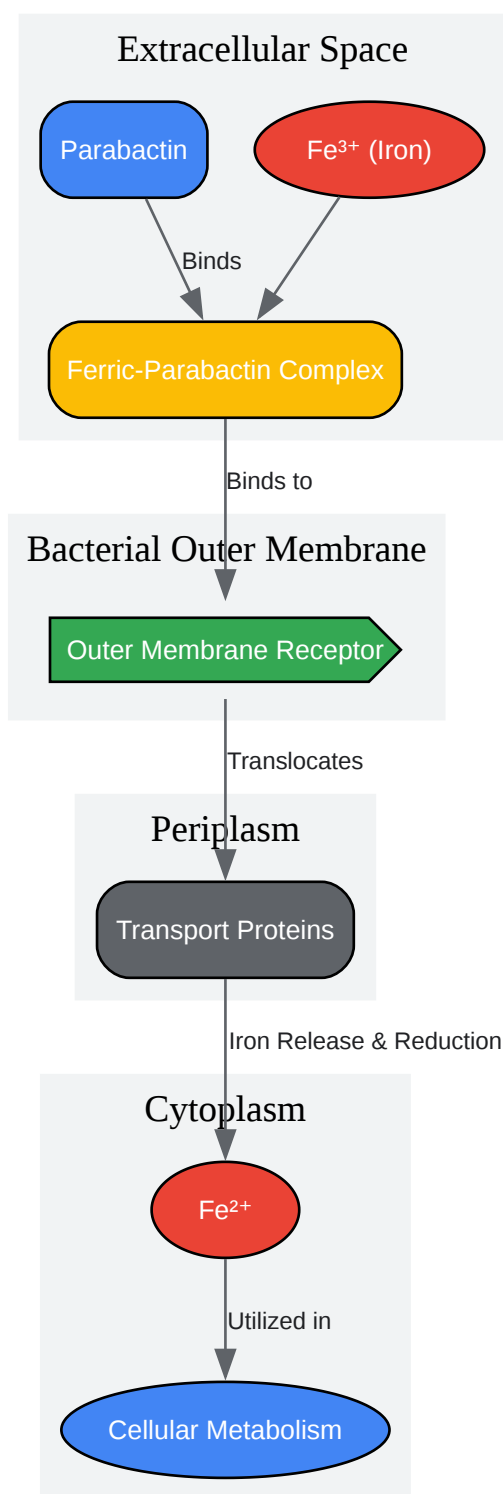 Extracellular Space
Parabactin
Fe³⁺ (Iron)
Binds
Ferric-Parabactin Complex
Binds to
Bacterial Outer Membrane
Outer Membrane Receptor
Translocates
Periplasm
Transport Proteins
Iron Release & Reduction
Cytoplasm
Fe²⁺
Utilized in
Cellular Metabolism